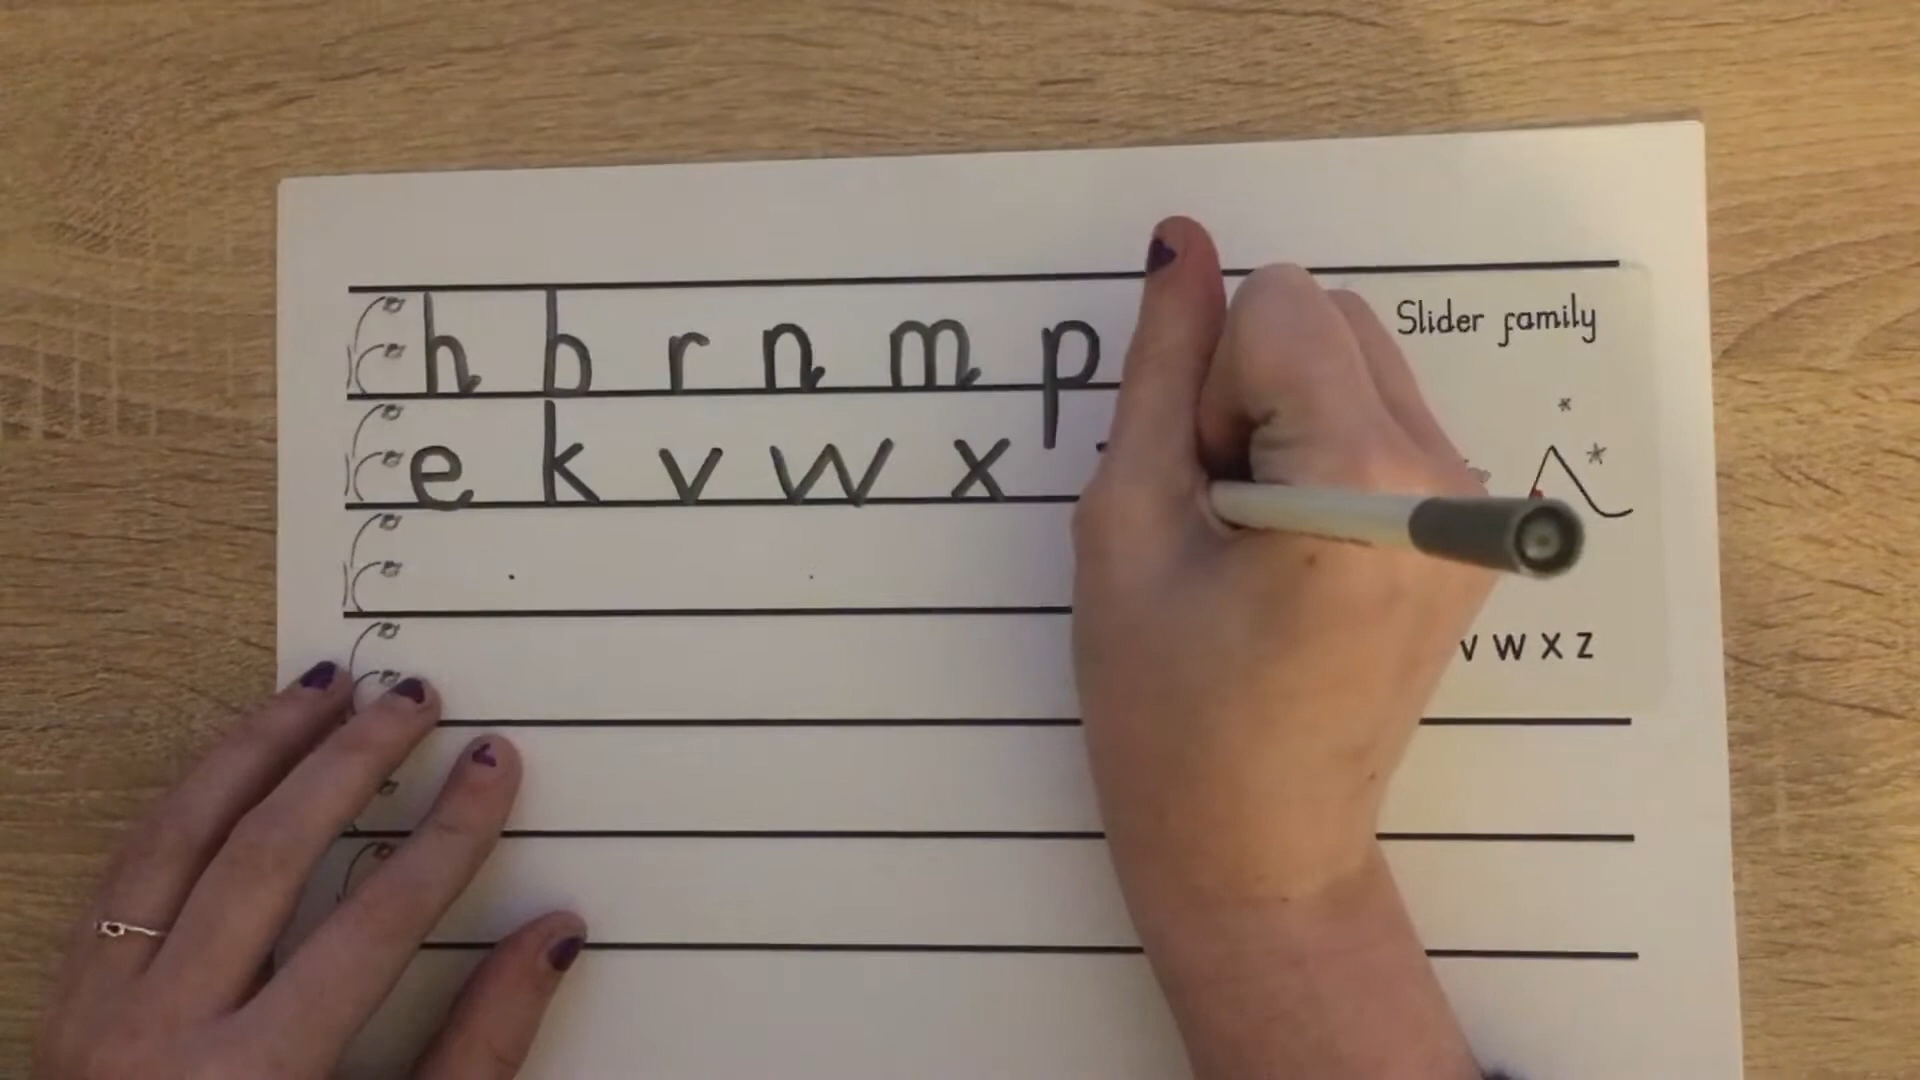 h b r n m p
Slider family
e k v w x
v w x z